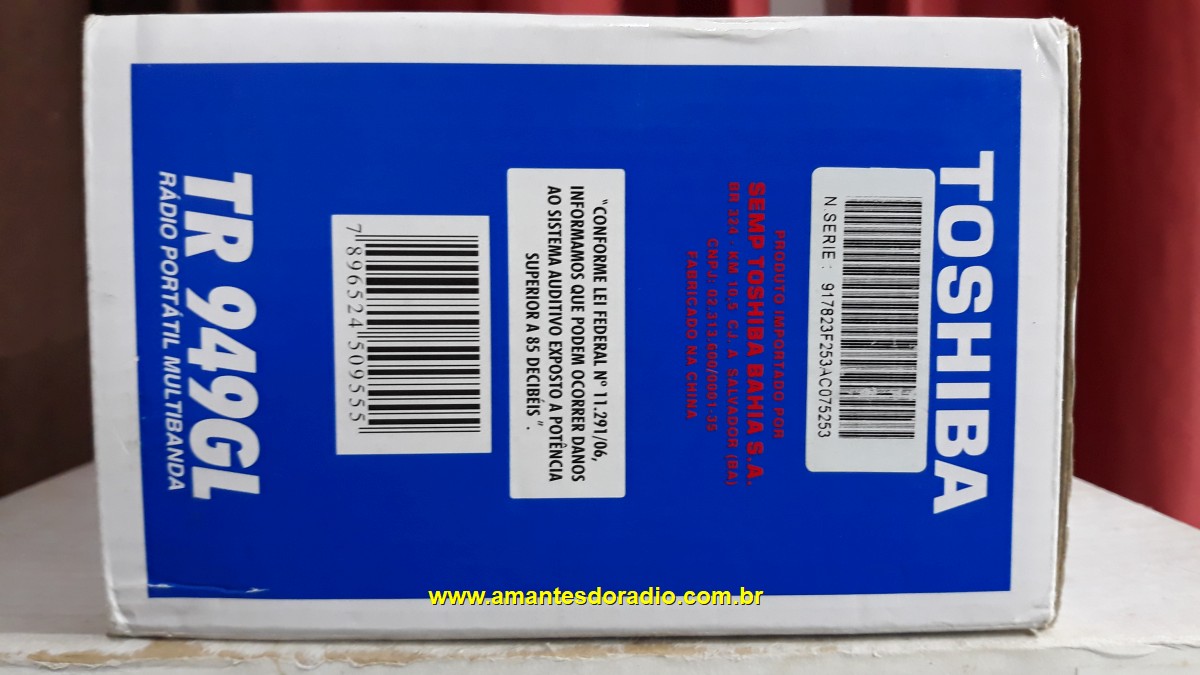 TOSHIBA
N.SERIE : 917823F253AC075253
PRODUTO IMPORTADO POR
SEMP TOSHIBA BAHIA S.A.
BR 324 - KM 10,5 CJ. A SALVADOR (BA)
CNPJ: 02.313.600/0001-35
FABRICADO NA CHINA
"CONFORME LEI FEDERAL Nº 11.291/06,
INFORMAMOS QUE PODEM OCORRER DANOS
AO SISTEMA AUDITIVO EXPOSTO A POTÊNCIA
SUPERIOR A 85 DECIBÉIS".
7 896524 509555
TR 949GL
RÁDIO PORTÁTIL MULTIBANDA
www.amantesdoradio.com.br